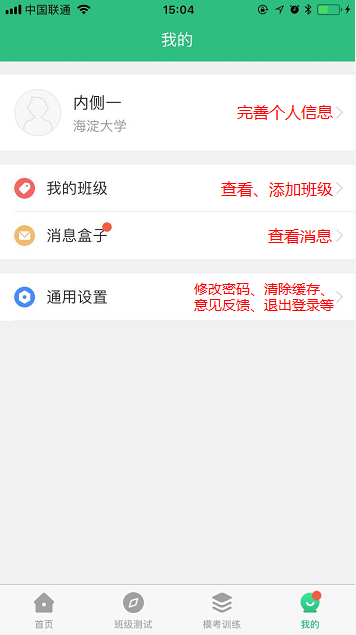 中国联通 15:04
我的
内侧一
海淀大学
完善个人信息
我的班级
查看、添加班级
消息盒子
查看消息
通用设置
修改密码、清除缓存、
意见反馈、退出登录等
首页 班级测试 模考训练 我的